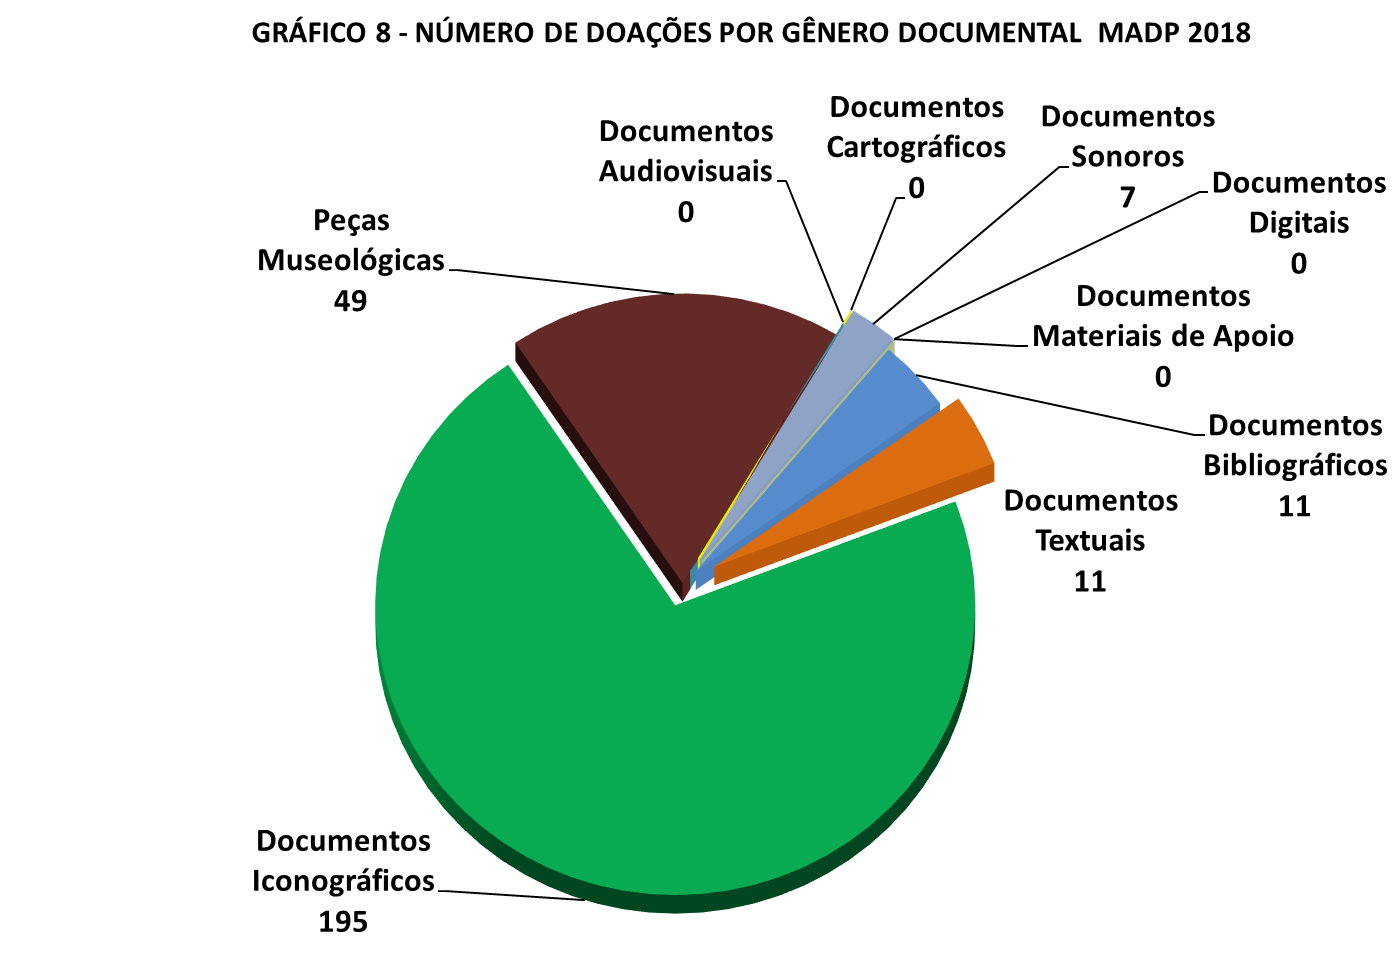 GRÁFICO 8 - NÚMERO DE DOAÇÕES POR GÊNERO DOCUMENTAL  MADP 2018
Documentos
Audiovisuais
0
Documentos
Cartográficos
0
Documentos
Sonoros
7
Documentos
Digitais
0
Peças
Museológicas
49
Documentos
Materiais de Apoio
0
Documentos
Bibliográficos
11
Documentos
Textuais
11
Documentos
Iconográficos
195